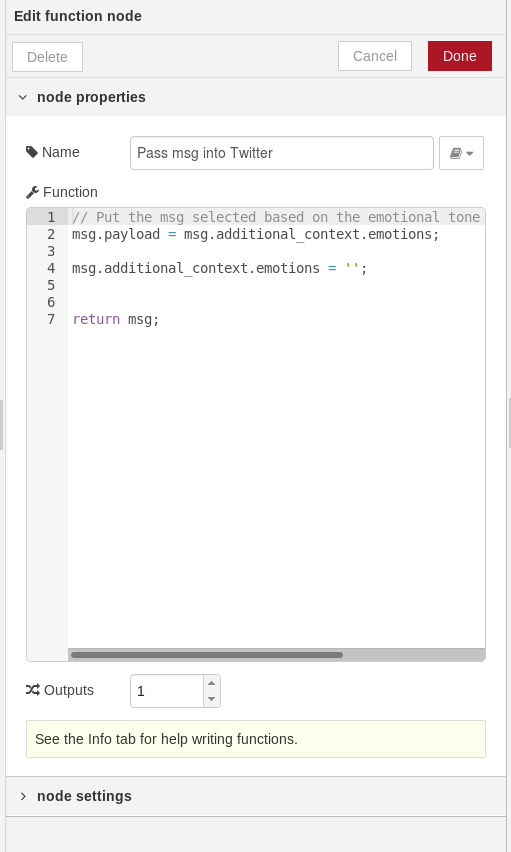 Edit function node
Delete
Cancel
Done
node properties
Name
Pass msg into Twitter
Function
1 // Put the msg selected based on the emotional tone
2 msg.payload = msg.additional_context.emotions;
3
4 msg.additional_context.emotions = '';
5
6
7 return msg;
Outputs
1
See the Info tab for help writing functions.
node settings